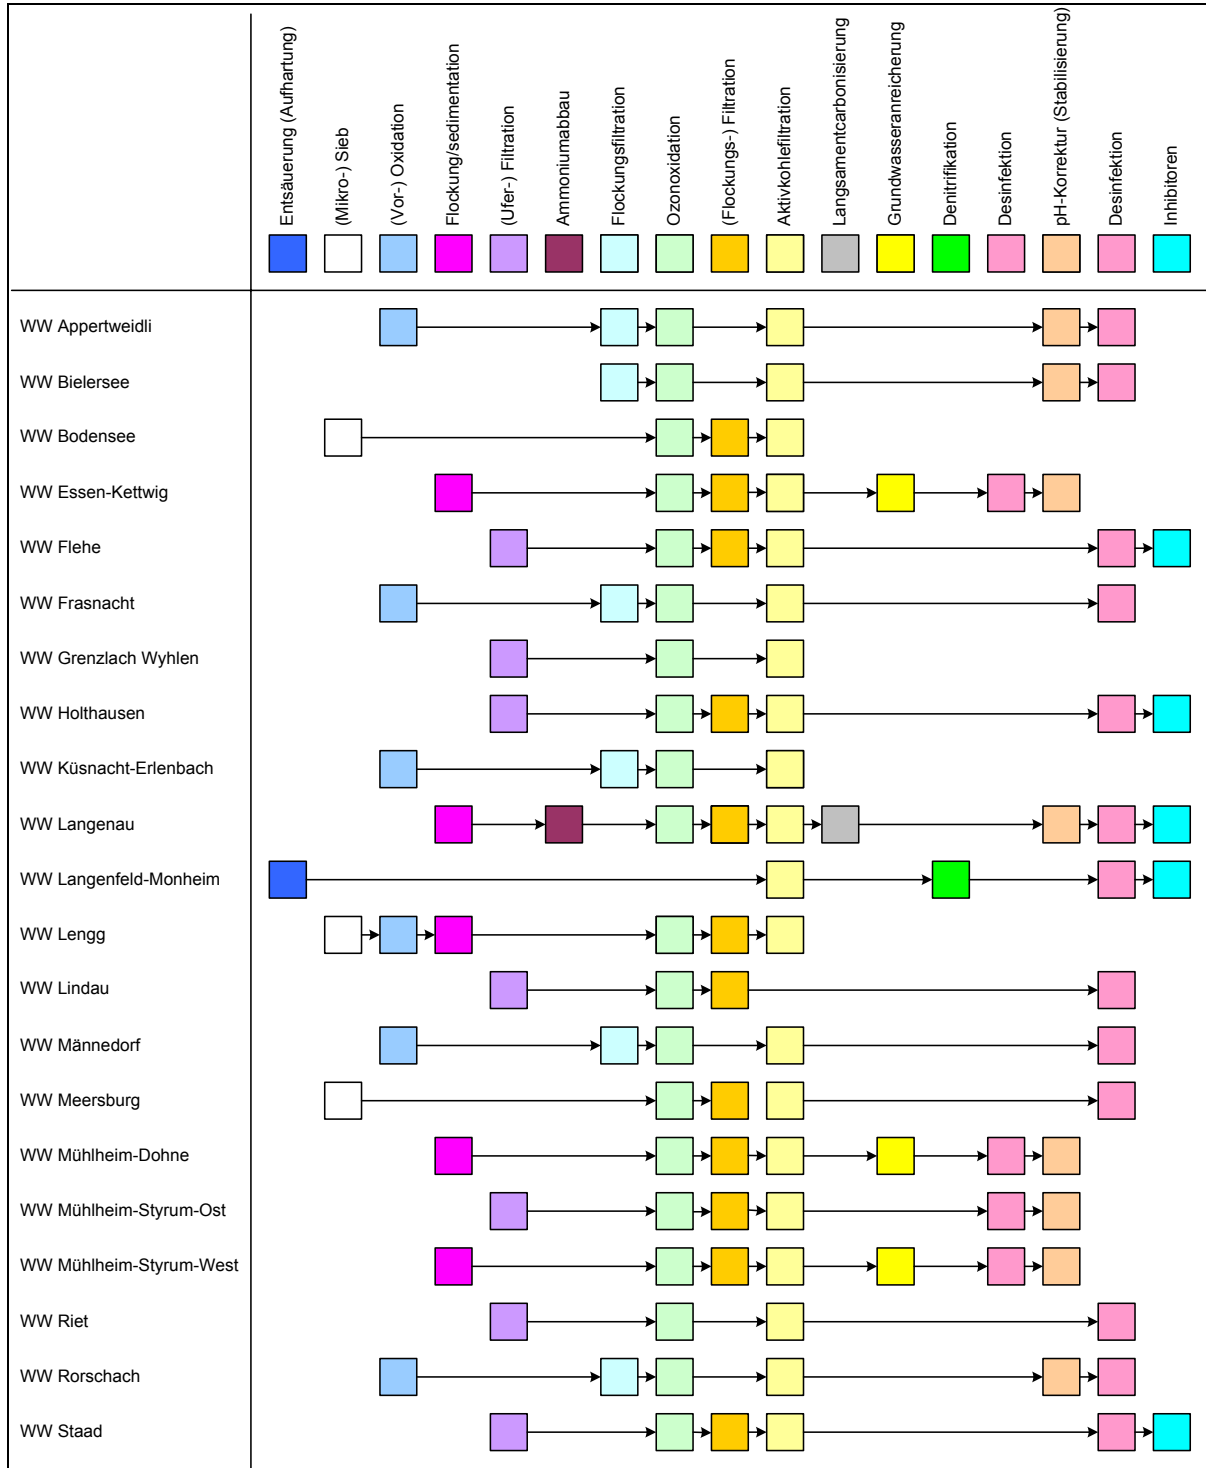 Entsäuerung (Aufhartung)
(Mikro-) Sieb
(Vor-) Oxidation
Flockung/sedimentation
(Ufer-) Filtration
Ammoniumabbau
Flockungsfiltration
Ozonoxidation
(Flockungs-) Filtration
Aktivkohlefiltration
Langsamentcarbonisierung
Grundwasseranreicherung
Denitrifikation
Desinfektion
pH-Korrektur (Stabilisierung)
Desinfektion
Inhibitoren
WW Appertweidli
WW Bielersee
WW Bodensee
WW Essen-Kettwig
WW Flehe
WW Frasnacht
WW Grenzlach Wyhlen
WW Holthausen
WW Küsnacht-Erlenbach
WW Langenau
WW Langenfeld-Monheim
WW Lengg
WW Lindau
WW Männedorf
WW Meersburg
WW Mühlheim-Dohne
WW Mühlheim-Styrum-Ost
WW Mühlheim-Styrum-West
WW Riet
WW Rorschach
WW Staad